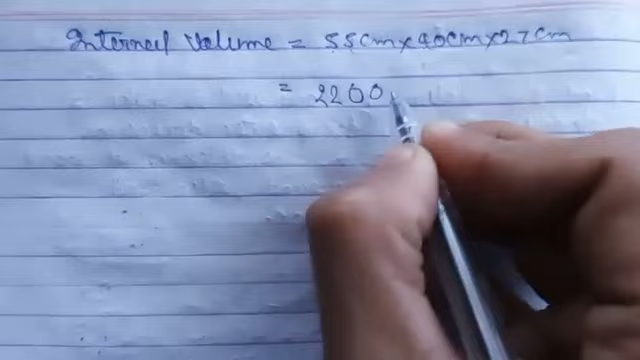 Internal Volume = 55cm×40cm×27cm
= 2200